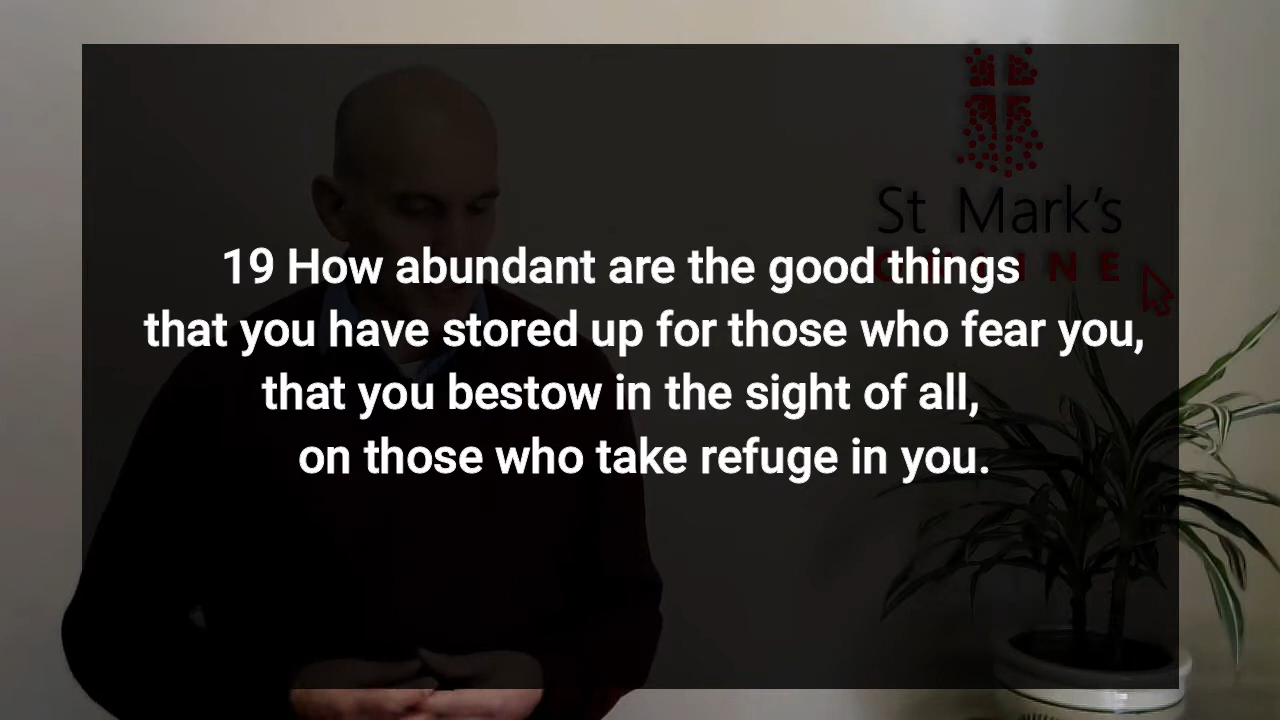 St Mark's
ONLINE
19 How abundant are the good things
that you have stored up for those who fear you,
that you bestow in the sight of all,
on those who take refuge in you.